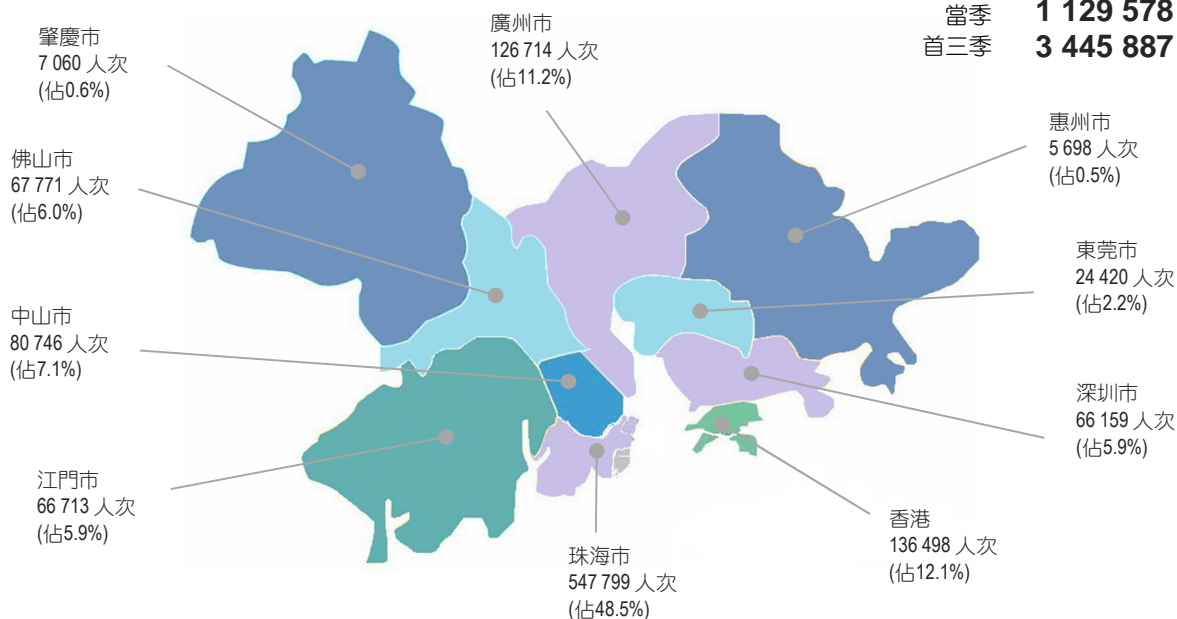 當季 1 129 578
首三季 3 445 887
肇慶市
7 060 人次
(佔0.6%)
廣州市
126 714 人次
(佔11.2%)
惠州市
5 698 人次
(佔0.5%)
佛山市
67 771 人次
(佔6.0%)
東莞市
24 420 人次
(佔2.2%)
中山市
80 746 人次
(佔7.1%)
深圳市
66 159 人次
(佔5.9%)
江門市
66 713 人次
(佔5.9%)
香港
136 498 人次
(佔12.1%)
珠海市
547 799 人次
(佔48.5%)